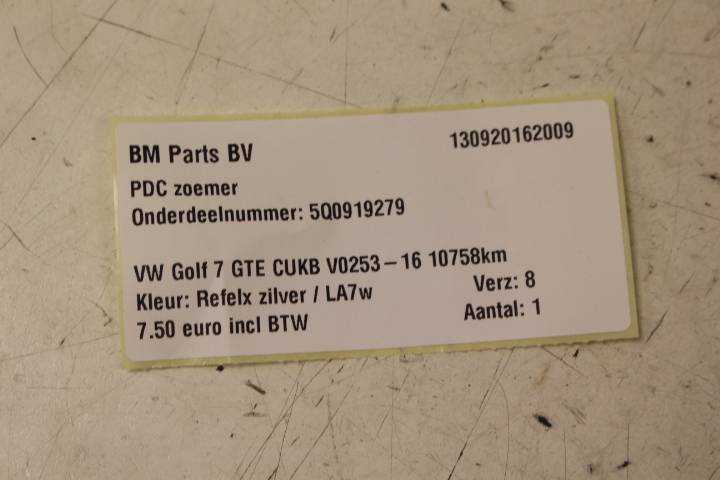 BM Parts BV 130920162009
PDC zoemer
Onderdeelnummer: 5Q0919279
VW Golf 7 GTE CUKB V0253-16 10758km
Kleur: Refelx zilver / LA7w Verz: 8
7.50 euro incl BTW Aantal: 1